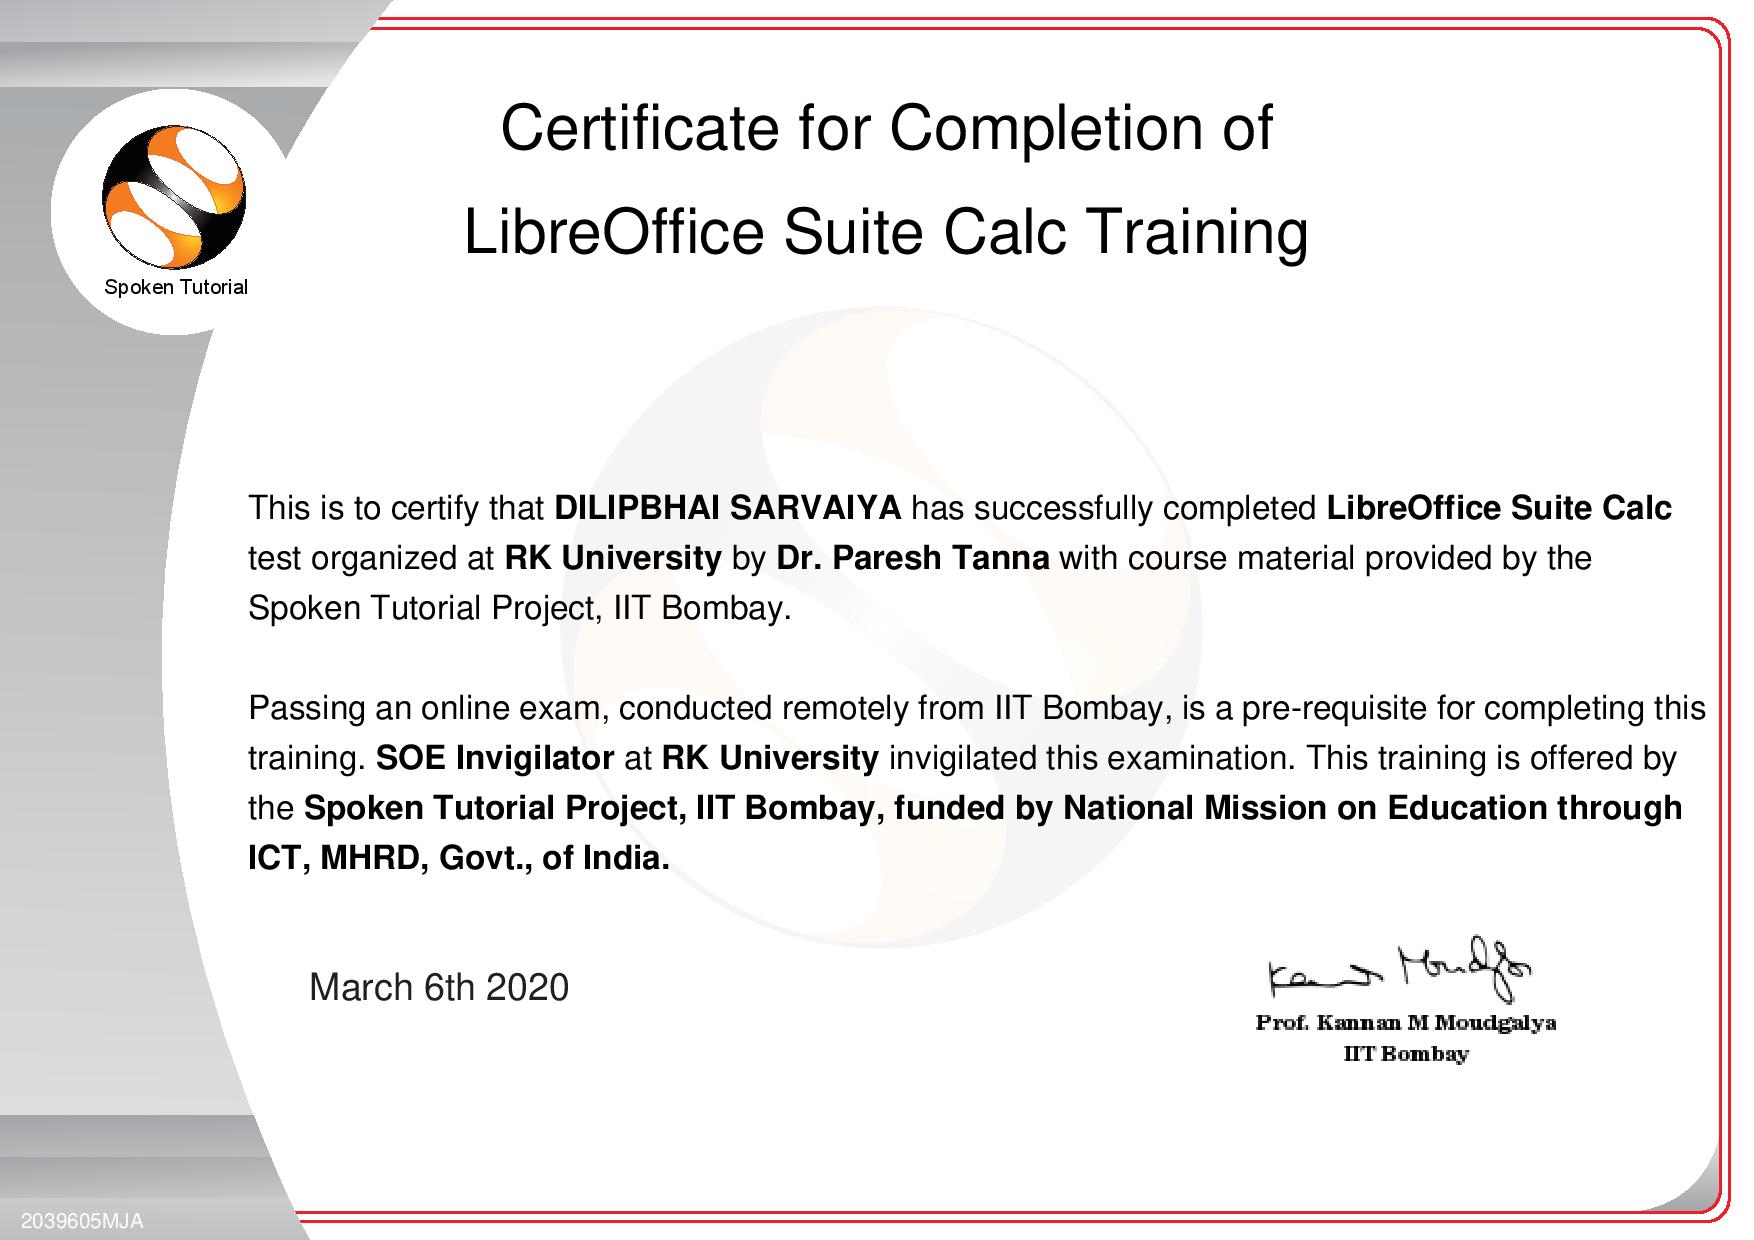 Certificate for Completion of
LibreOffice Suite Calc Training
Spoken Tutorial
This is to certify that DILIPBHAI SARVAIYA has successfully completed LibreOffice Suite Calc
test organized at RK University by Dr. Paresh Tanna with course material provided by the
Spoken Tutorial Project, IIT Bombay.
Passing an online exam, conducted remotely from IIT Bombay, is a pre-requisite for completing this
training. SOE Invigilator at RK University invigilated this examination. This training is offered by
the Spoken Tutorial Project, IIT Bombay, funded by National Mission on Education through
ICT, MHRD, Govt., of India.
March 6th 2020
Kannan Moudgalya
Prof. Kannan M Moudgalya
IIT Bombay
2039605MJA